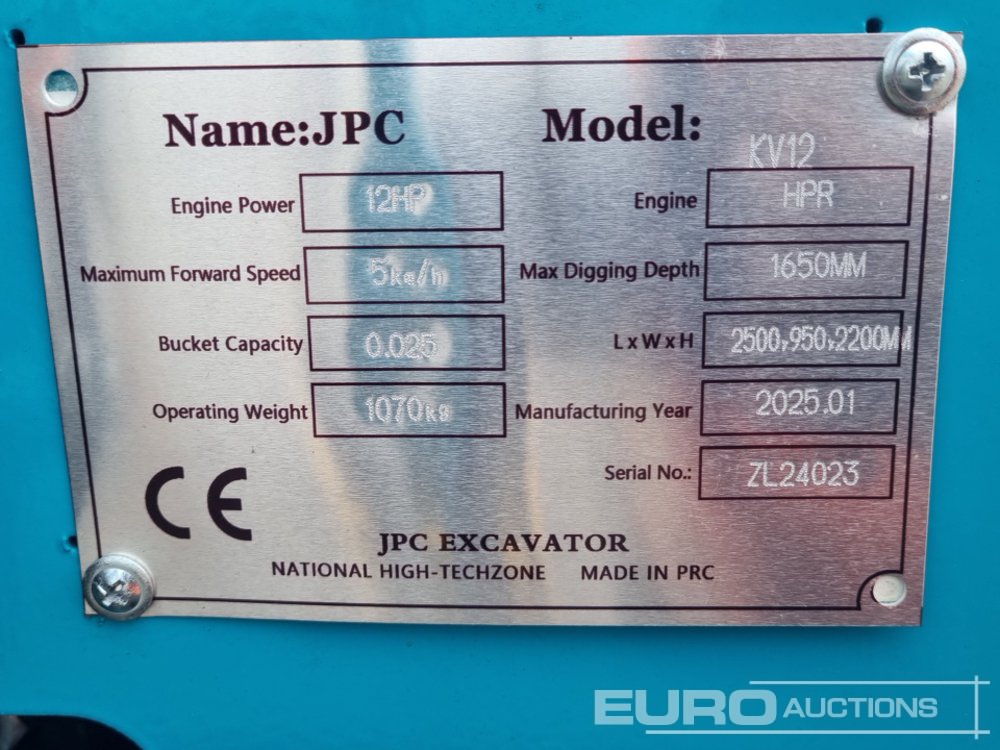 Name:JPC Model: KV12
Engine Power 12HP Engine HPR
Maximum Forward Speed 5kg/h Max Digging Depth 1650MM
Bucket Capacity 0.025 LxWxH 2500*950*2200MM
Operating Weight 1070kg Manufacturing Year 2025.01
Serial No.: ZL24023
CE
JPC EXCAVATOR
NATIONAL HIGH-TECHZONE MADE IN PRC
EURO AUCTIONS